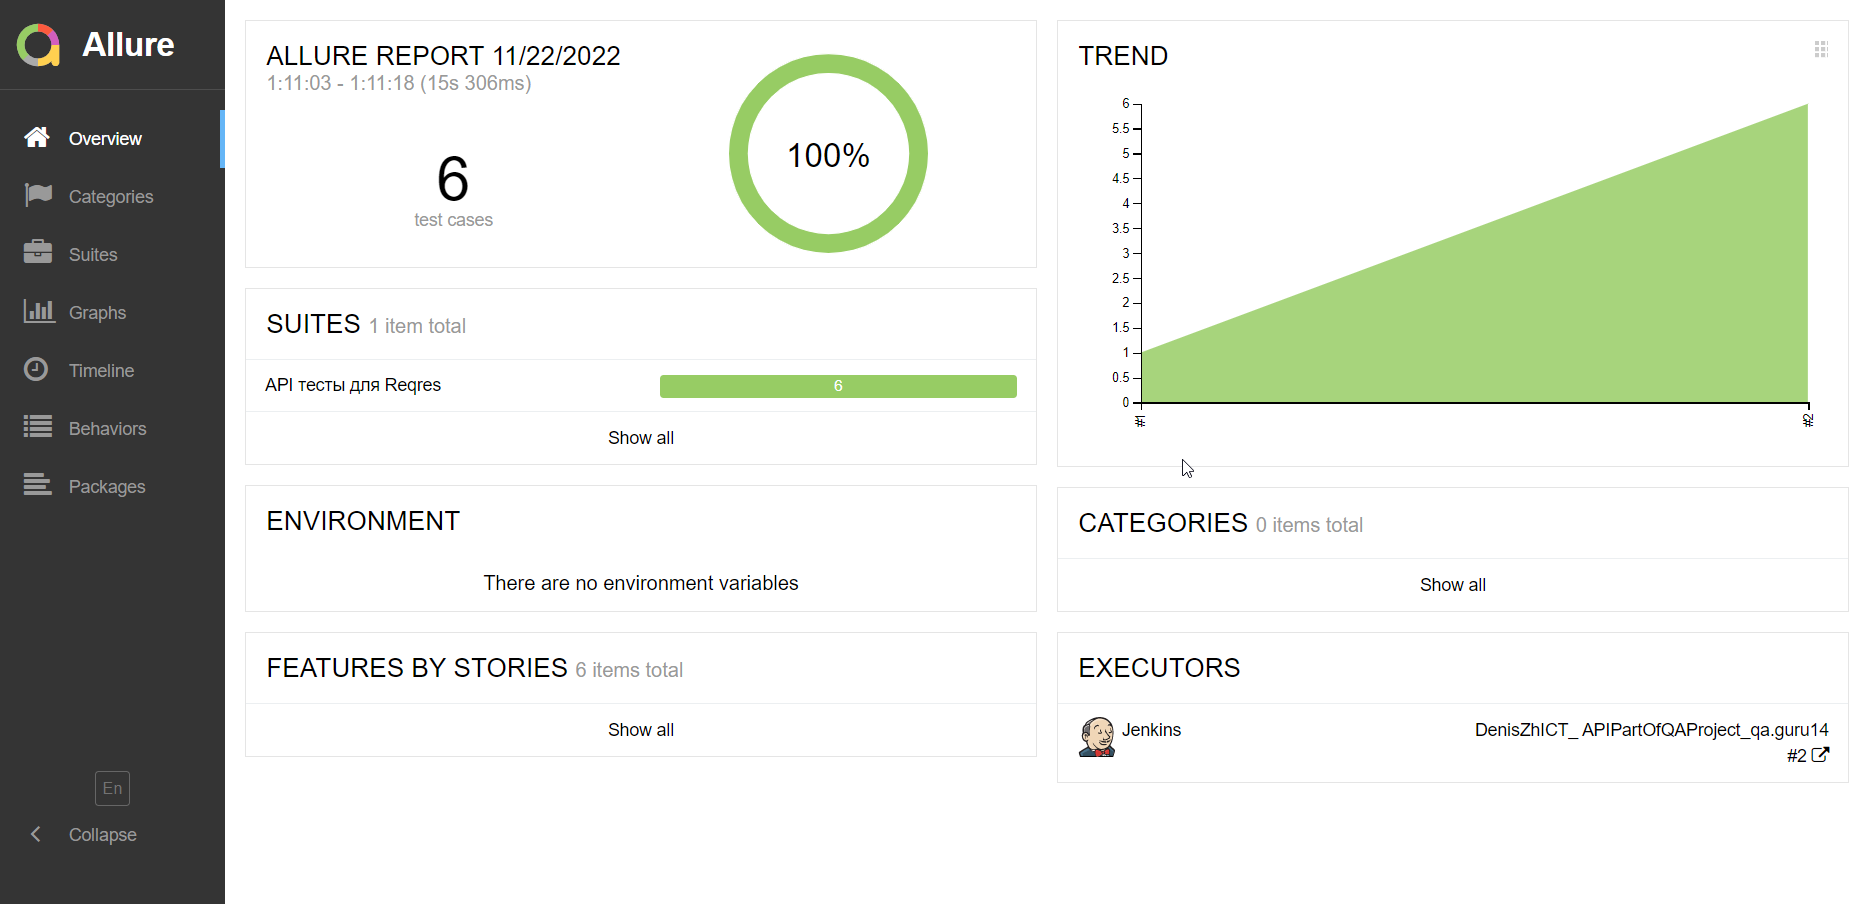 Allure
Overview
Categories
Suites
Graphs
Timeline
Behaviors
Packages
En
Collapse
ALLURE REPORT 11/22/2022
1:11:03 - 1:11:18 (15s 306ms)
6
test cases
100%
SUITES 1 item total
API тесты для Reqres 6
Show all
ENVIRONMENT
There are no environment variables
FEATURES BY STORIES 6 items total
Show all
TREND
6
5.5
5
4.5
4
3.5
3
2.5
2
1.5
1
0.5
0
#1
#2
CATEGORIES 0 items total
Show all
EXECUTORS
Jenkins DenisZhICT_ APIPartOfQAProject_qa.guru14
#2